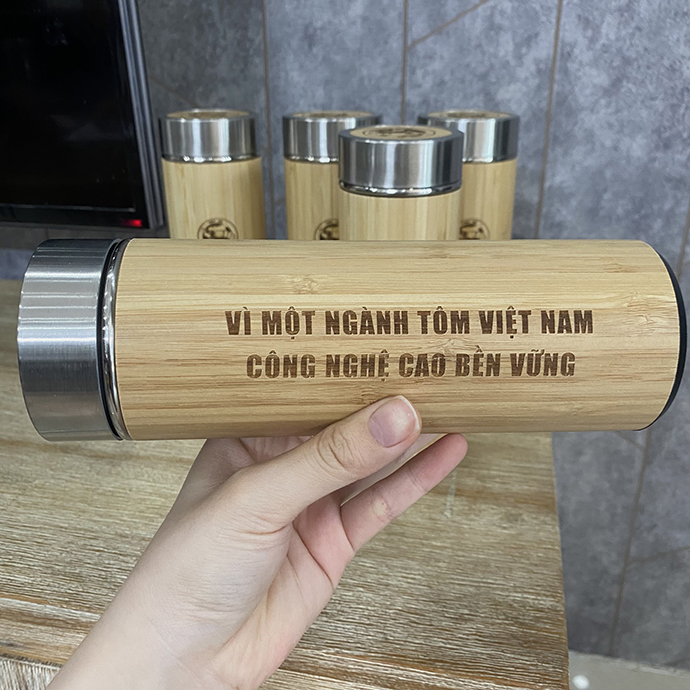 VÌ MỘT NGÀNH TÔM VIỆT NAM
CÔNG NGHỆ CAO BỀN VỮNG